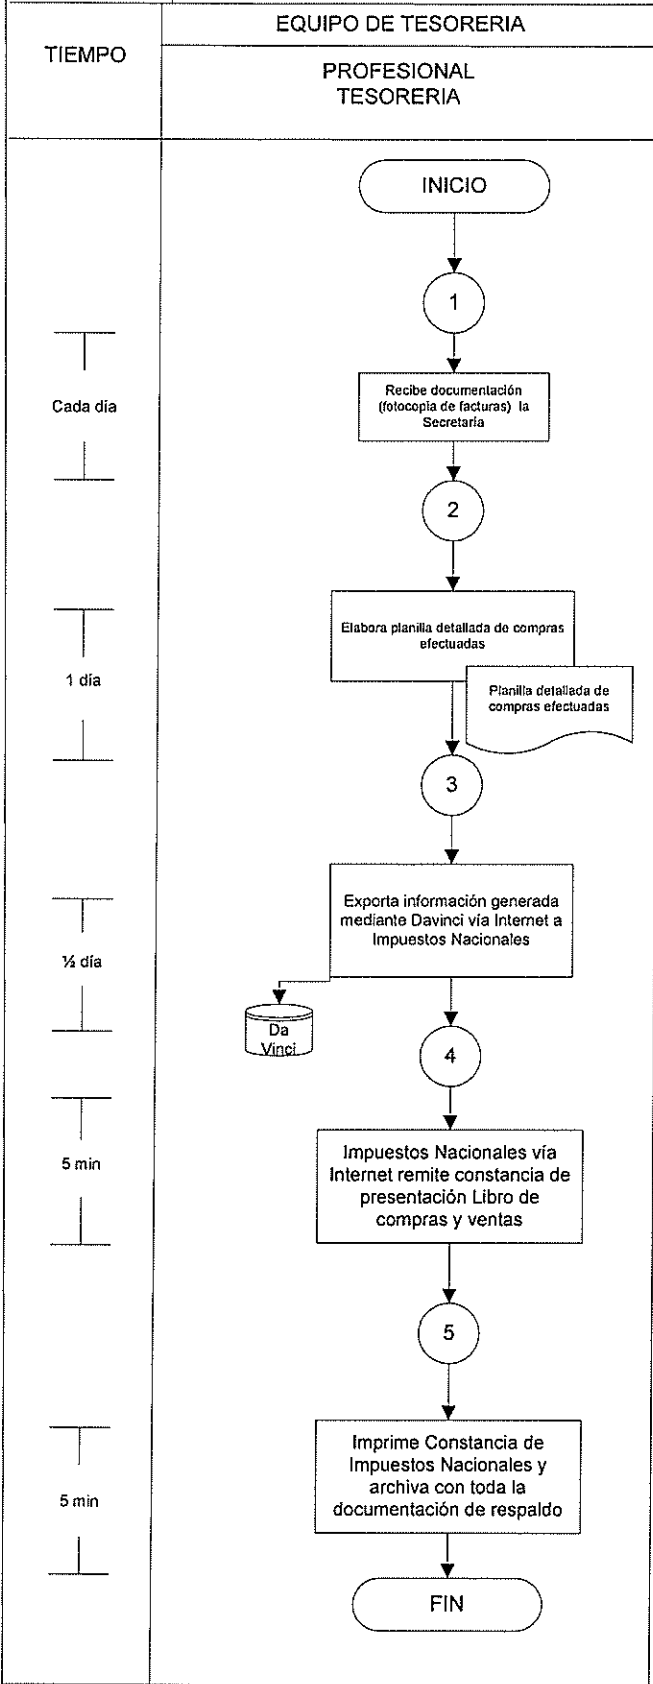 EQUIPO DE TESORERIA
TIEMPO
PROFESIONAL
TESORERIA
INICIO
1
Cada día
Recibe documentación
(fotocopia de facturas) la
Secretaria
2
1 día
Elabora planilla detallada de compras
efectuadas
Planilla detallada de
compras efectuadas
3
½ día
Exporta información generada
mediante Davinci vía Internet a
Impuestos Nacionales
Da
Vinci
4
5 min
Impuestos Nacionales vía
Internet remite constancia de
presentación Libro de
compras y ventas
5
5 min
Imprime Constancia de
Impuestos Nacionales y
archiva con toda la
documentación de respaldo
FIN